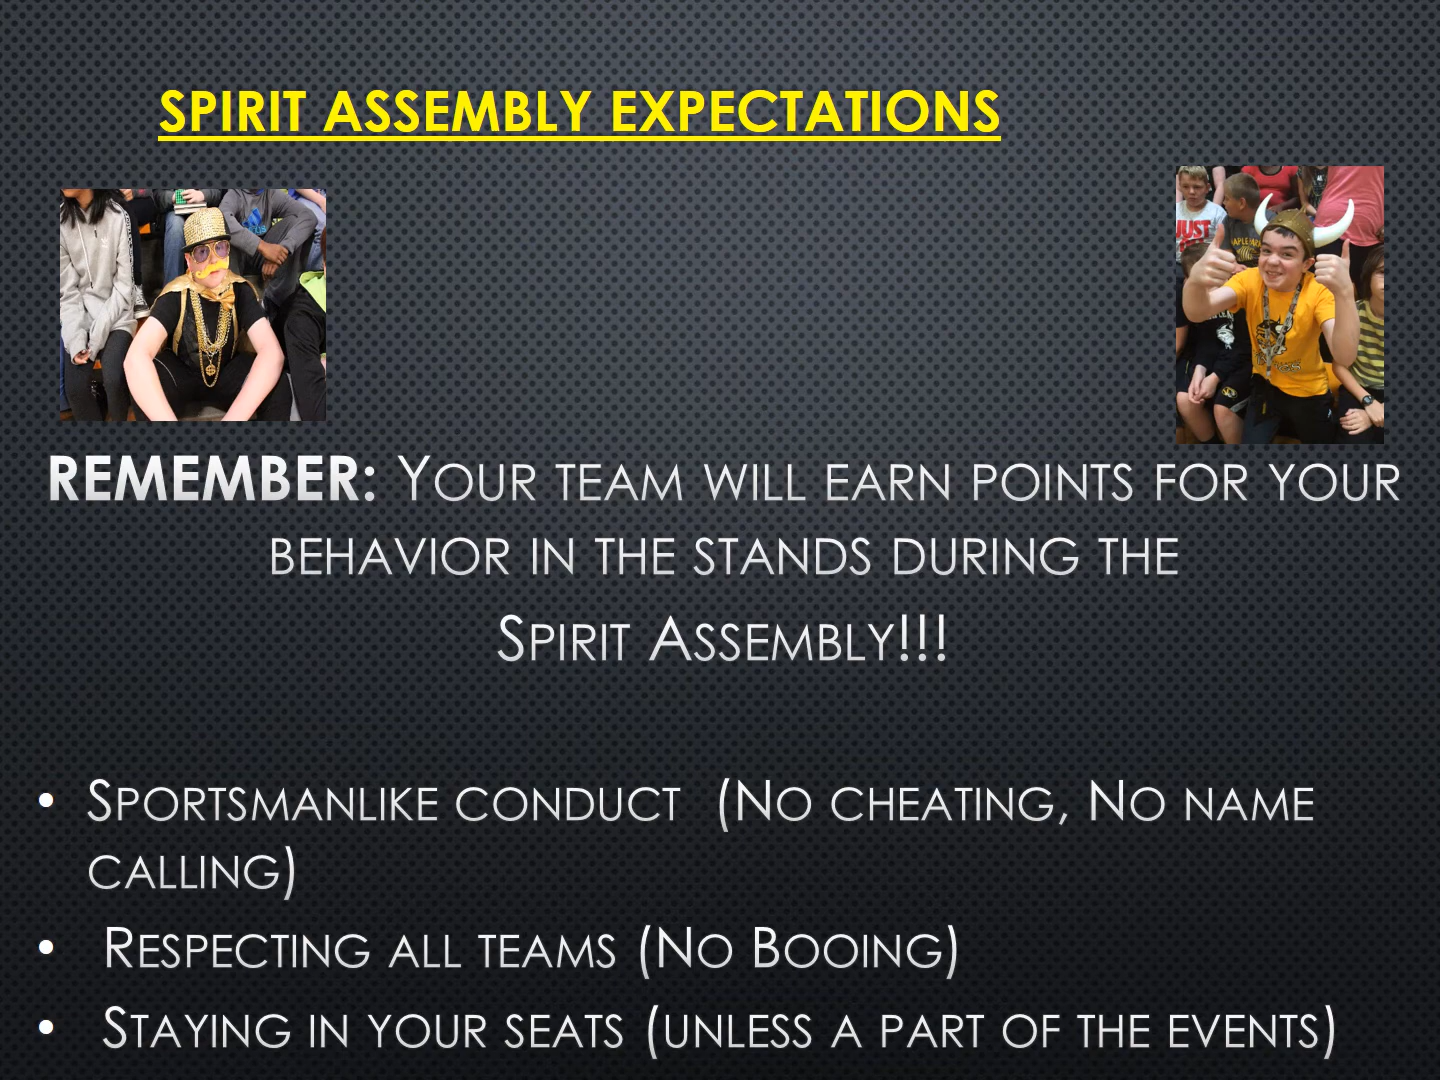 SPIRIT ASSEMBLY EXPECTATIONS
JUST
REMEMBER: YOUR TEAM WILL EARN POINTS FOR YOUR
BEHAVIOR IN THE STANDS DURING THE
SPIRIT ASSEMBLY!!!
• SPORTSMANLIKE CONDUCT (NO CHEATING, NO NAME
CALLING)
• RESPECTING ALL TEAMS (NO BOOING)
• STAYING IN YOUR SEATS (UNLESS A PART OF THE EVENTS)